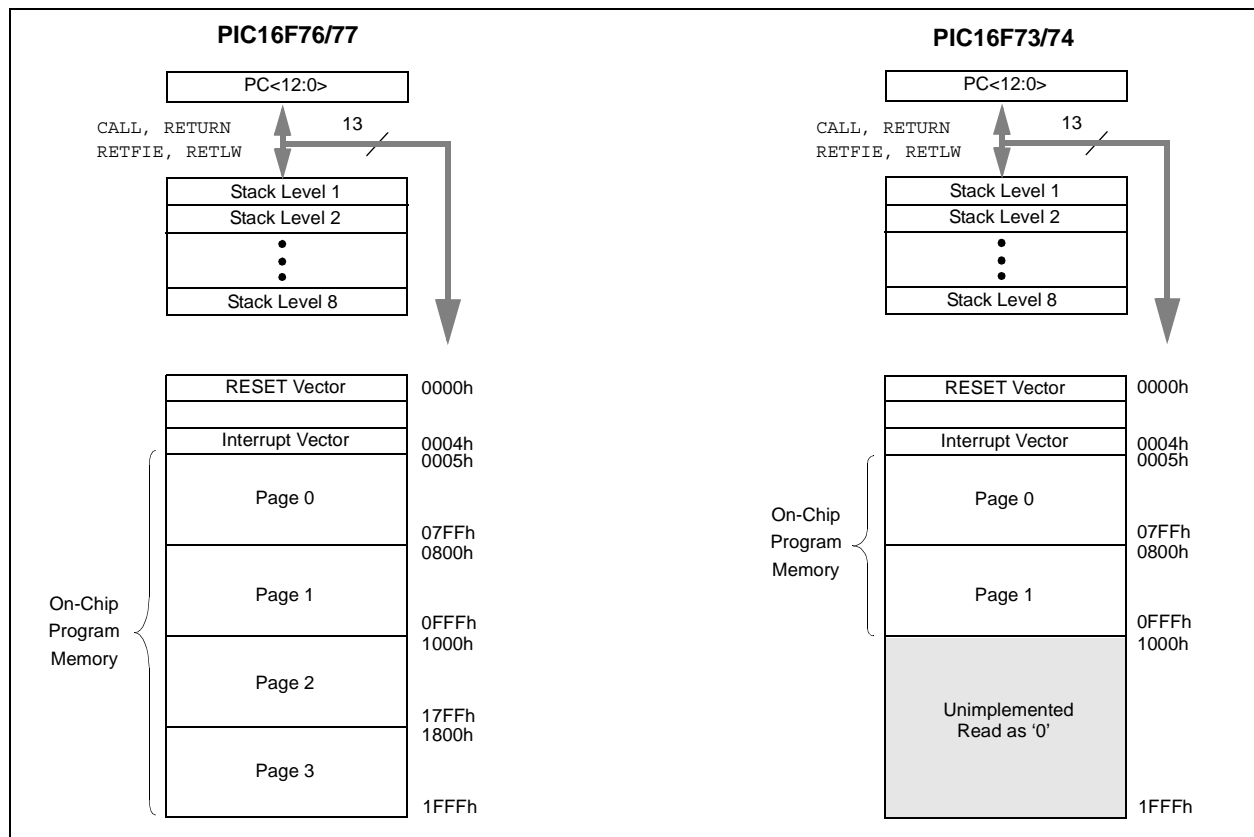 PIC16F76/77
PC<12:0>
CALL, RETURN
RETFIE, RETLW
13
Stack Level 1
Stack Level 2
Stack Level 8
RESET Vector
0000h
Interrupt Vector
0004h
0005h
Page 0
07FFh
0800h
Page 1
0FFFh
1000h
Page 2
17FFh
1800h
Page 3
1FFFh
On-Chip
Program
Memory
PIC16F73/74
PC<12:0>
CALL, RETURN
RETFIE, RETLW
13
Stack Level 1
Stack Level 2
Stack Level 8
RESET Vector
0000h
Interrupt Vector
0004h
0005h
Page 0
07FFh
0800h
Page 1
0FFFh
1000h
Unimplemented
Read as ‘0’
1FFFh
On-Chip
Program
Memory